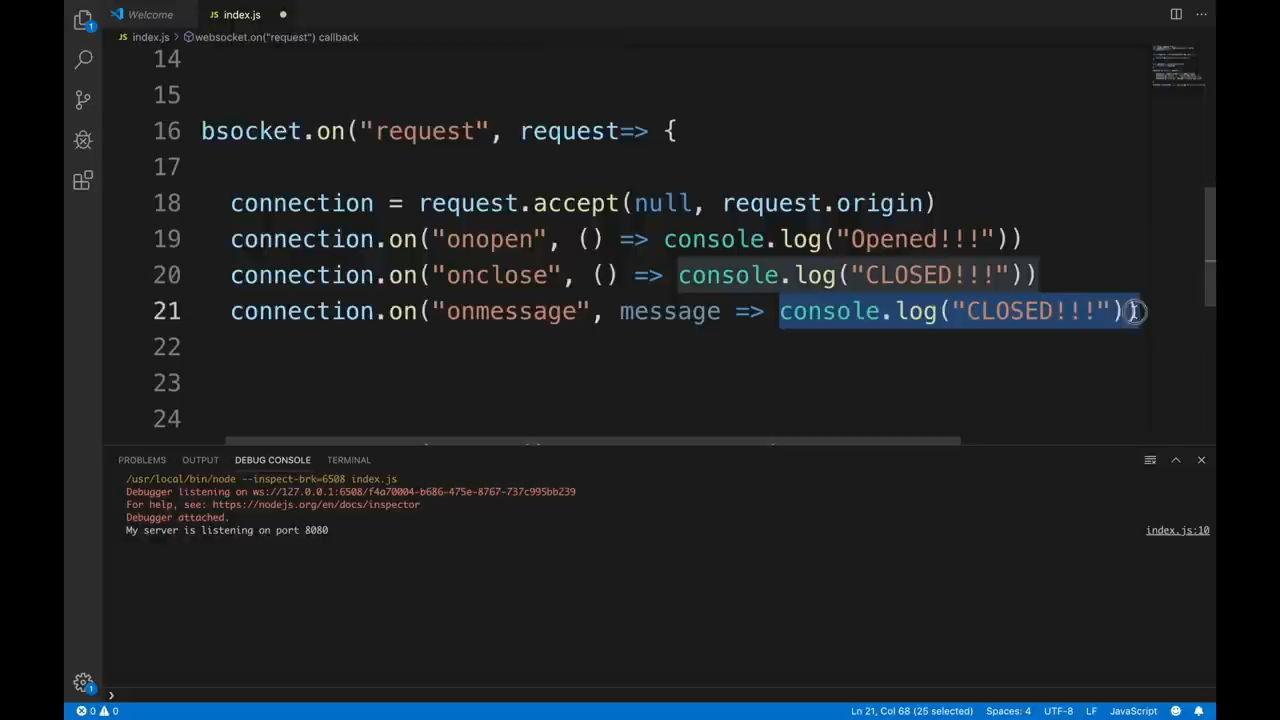 Welcome
JS index.js
JS index.js > websocket.on("request") callback
14
15
16 bsocket.on("request", request=> {
17
18 connection = request.accept(null, request.origin)
19 connection.on("onopen", () => console.log("Opened!!!"))
20 connection.on("onclose", () => console.log("CLOSED!!!"))
21 connection.on("onmessage", message => console.log("CLOSED!!!"))
22
23
24
PROBLEMS OUTPUT DEBUG CONSOLE TERMINAL
/usr/local/bin/node --inspect-brk=6508 index.js
Debugger listening on ws://127.0.0.1:6508/f4a70004-b686-475e-8767-737c995bb239
For help, see: https://nodejs.org/en/docs/inspector
Debugger attached.
My server is listening on port 8080 index.js:10
1
1
0 0 Ln 21, Col 68 (25 selected) Spaces: 4 UTF-8 LF JavaScript